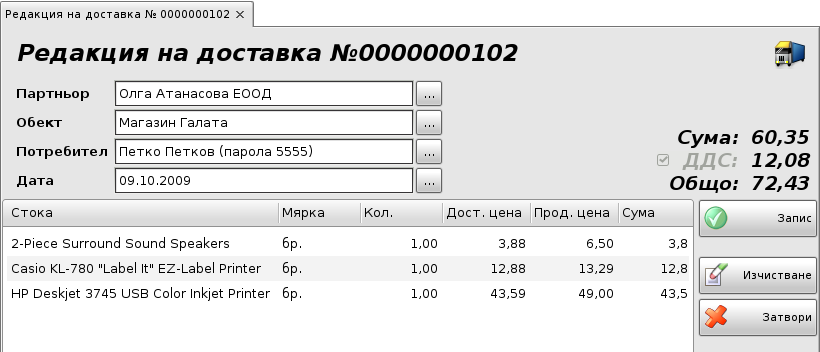 Редакция на доставка № 0000000102 ×
Редакция на доставка №0000000102
Партньор Олга Атанасова ЕООД ...
Обект Магазин Галата ...
Потребител Петко Петков (парола 5555) ...
Дата 09.10.2009 ...
Сума: 60,35
ДДС: 12,08
Общо: 72,43
Стока Мярка Кол. Дост. цена Прод. цена Сума
2-Piece Surround Sound Speakers бр. 1,00 3,88 6,50 3,8
Casio KL-780 "Label It" EZ-Label Printer бр. 1,00 12,88 13,29 12,8
HP Deskjet 3745 USB Color Inkjet Printer бр. 1,00 43,59 49,00 43,5
Запис
Изчистване
Затвори